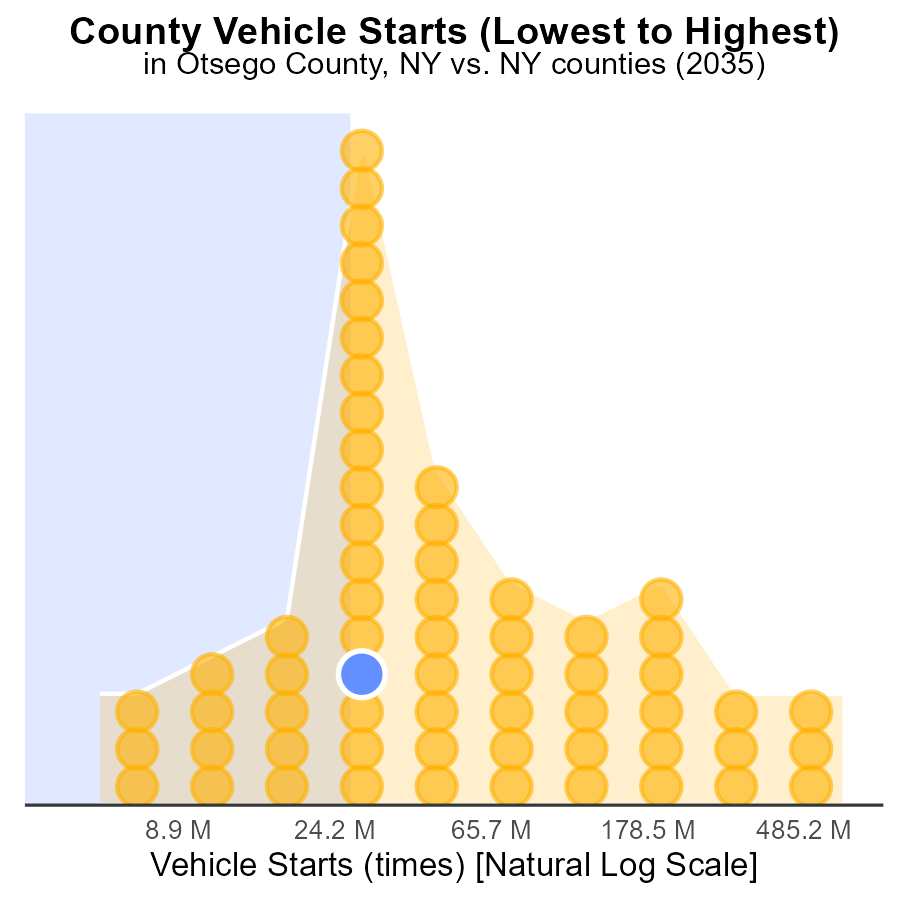 County Vehicle Starts (Lowest to Highest)
in Otsego County, NY vs. NY counties (2035)
8.9 M 24.2 M 65.7 M 178.5 M 485.2 M
Vehicle Starts (times) [Natural Log Scale]